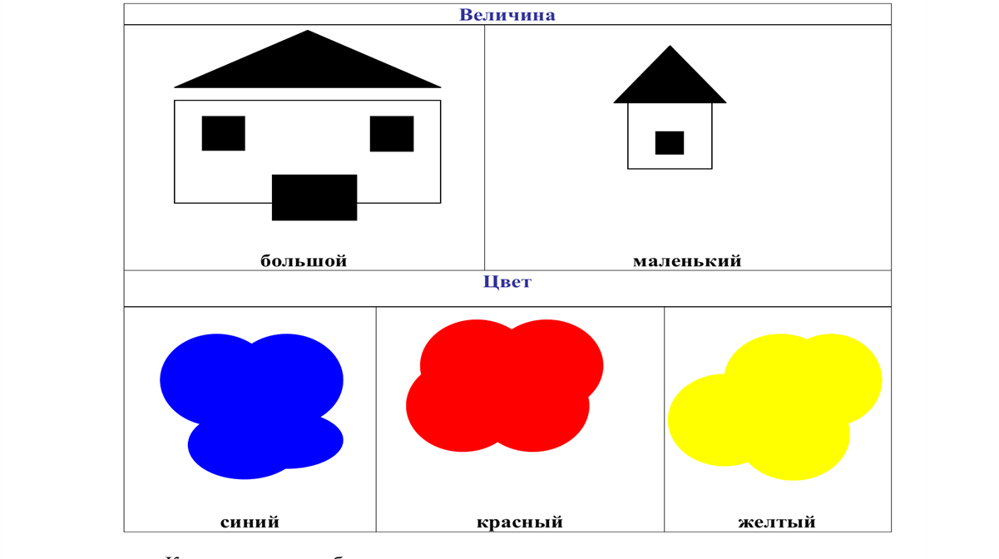 Величина
большой
маленький
Цвет
синий
красный
желтый